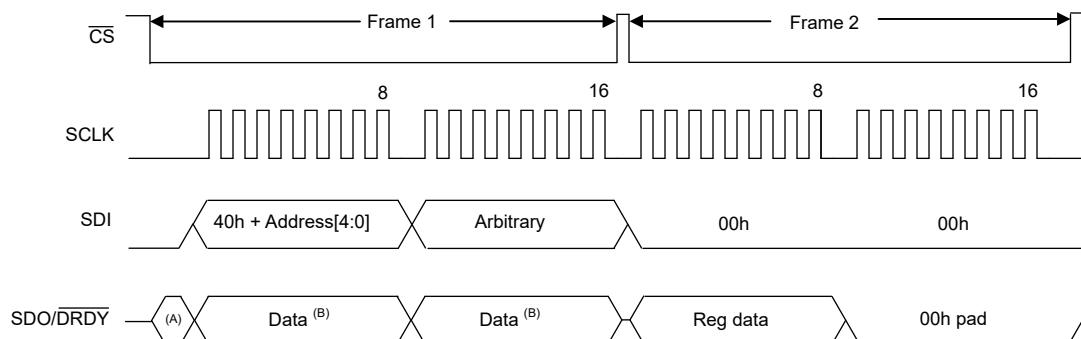 Frame 1 Frame 2
CS
8 16 8 16
SCLK
SDI 40h + Address[4:0] Arbitrary 00h 00h
SDO/DRDY (A) Data (B) Data (B) Reg data 00h pad